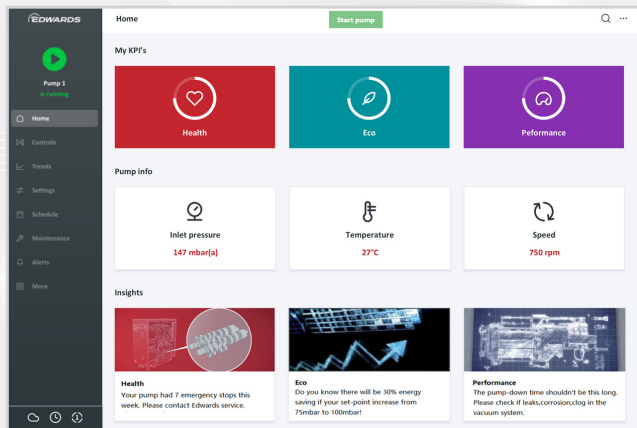 EDWARDS
Home
Start pump
Pump 1
is running
Home
Controls
Trends
Settings
Schedule
Maintenance
Alerts
More
My KPI's
Health
Eco
Peformance
Pump info
Inlet pressure
147 mbar(a)
Temperature
27°C
Speed
750 rpm
Insights
Health
Your pump had 7 emergency stops this
week. Please contact Edwards service.
Eco
Do you know there will be 30% energy
saving if your set-point increase from
75mbar to 100mbar!
Performance
The pump-down time shouldn't be this long.
Please check if leaks,corrosion,clog in the
vacuum system.